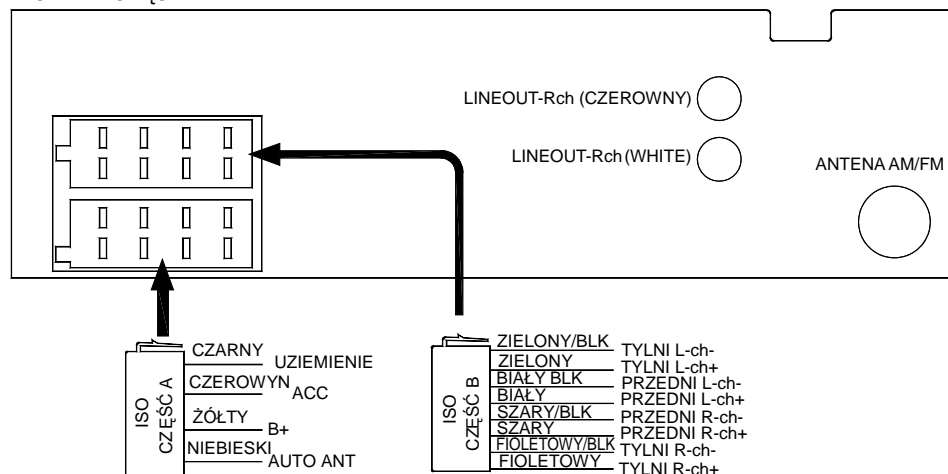 LINEOUT-Rch (CZEROWNY)
LINEOUT-Rch (WHITE)
ANTENA AM/FM
ISO
CZĘŚĆ A
CZARNY
UZIEMIENIE
CZEROWYN
ACC
ŻÓŁTY
B+
NIEBIESKI
AUTO ANT
ISO
CZĘŚĆ B
ZIELONY/BLK TYLNI L-ch-
ZIELONY TYLNI L-ch+
BIAŁY BLK PRZEDNI L-ch-
BIAŁY PRZEDNI L-ch+
SZARY/BLK PRZEDNI R-ch-
SZARY PRZEDNI R-ch+
FIOLETOWY/BLK TYLNI R-ch-
FIOLETOWY TYLNI R-ch+